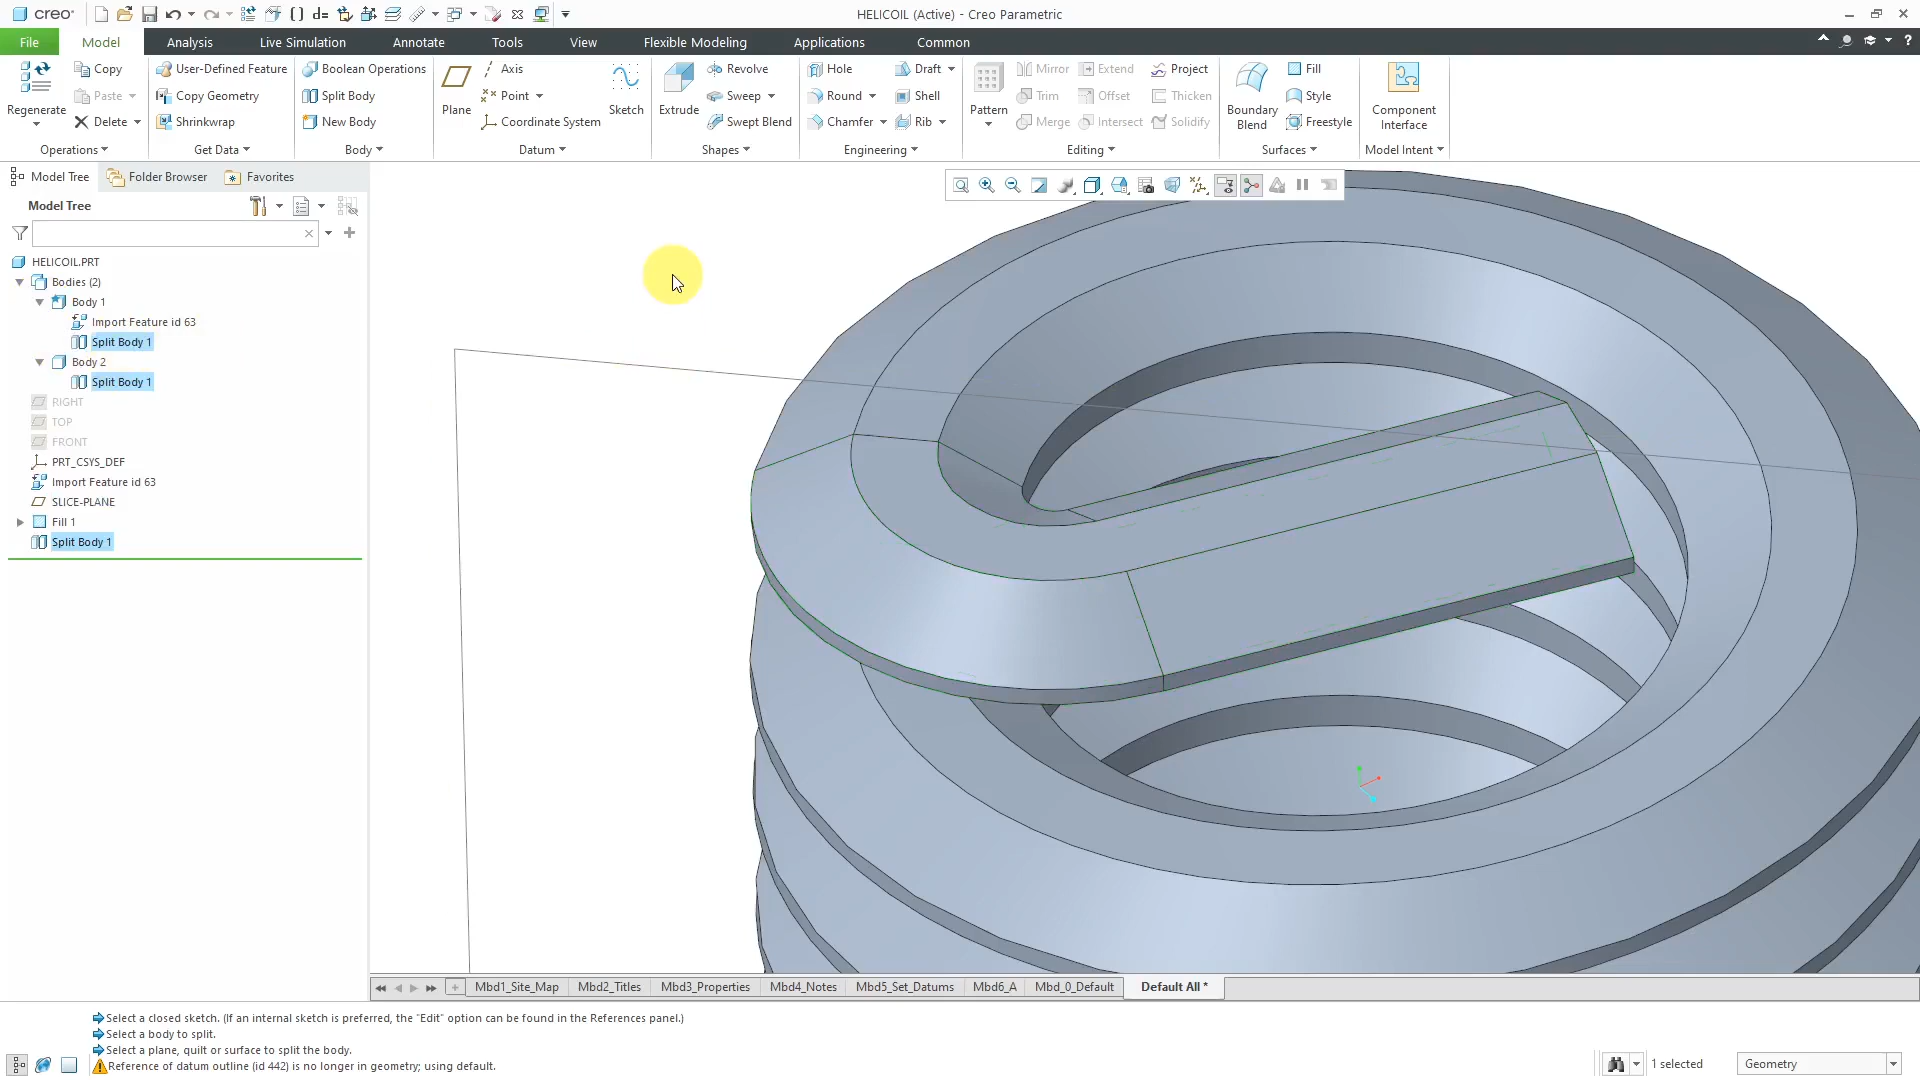 creo
HELICOIL (Active) - Creo Parametric
File Model Analysis Live Simulation Annotate Tools View Flexible Modeling Applications Common
Regenerate
Copy
Paste
Delete
Operations
User-Defined Feature
Copy Geometry
Shrinkwrap
Get Data
Boolean Operations
Split Body
New Body
Body
Plane
Axis
Point
Coordinate System
Sketch
Datum
Extrude
Revolve
Sweep
Swept Blend
Shapes
Hole
Round
Chamfer
Draft
Shell
Rib
Engineering
Pattern
Mirror
Trim
Merge
Extend
Offset
Intersect
Project
Thicken
Solidify
Editing
Boundary
Blend
Fill
Style
Freestyle
Surfaces
Component
Interface
Model Intent
Model Tree Folder Browser Favorites
Model Tree
HELICOIL.PRT
Bodies (2)
Body 1
Import Feature id 63
Split Body 1
Body 2
Split Body 1
RIGHT
TOP
FRONT
PRT_CSYS_DEF
Import Feature id 63
SLICE-PLANE
Fill 1
Split Body 1
Mbd1_Site_Map Mbd2_Titles Mbd3_Properties Mbd4_Notes Mbd5_Set_Datums Mbd6_A Mbd_0_Default Default All *
Select a closed sketch. (If an internal sketch is preferred, the "Edit" option can be found in the References panel.)
Select a body to split.
Select a plane, quilt or surface to split the body.
Reference of datum outline (id 442) is no longer in geometry; using default.
1 selected
Geometry